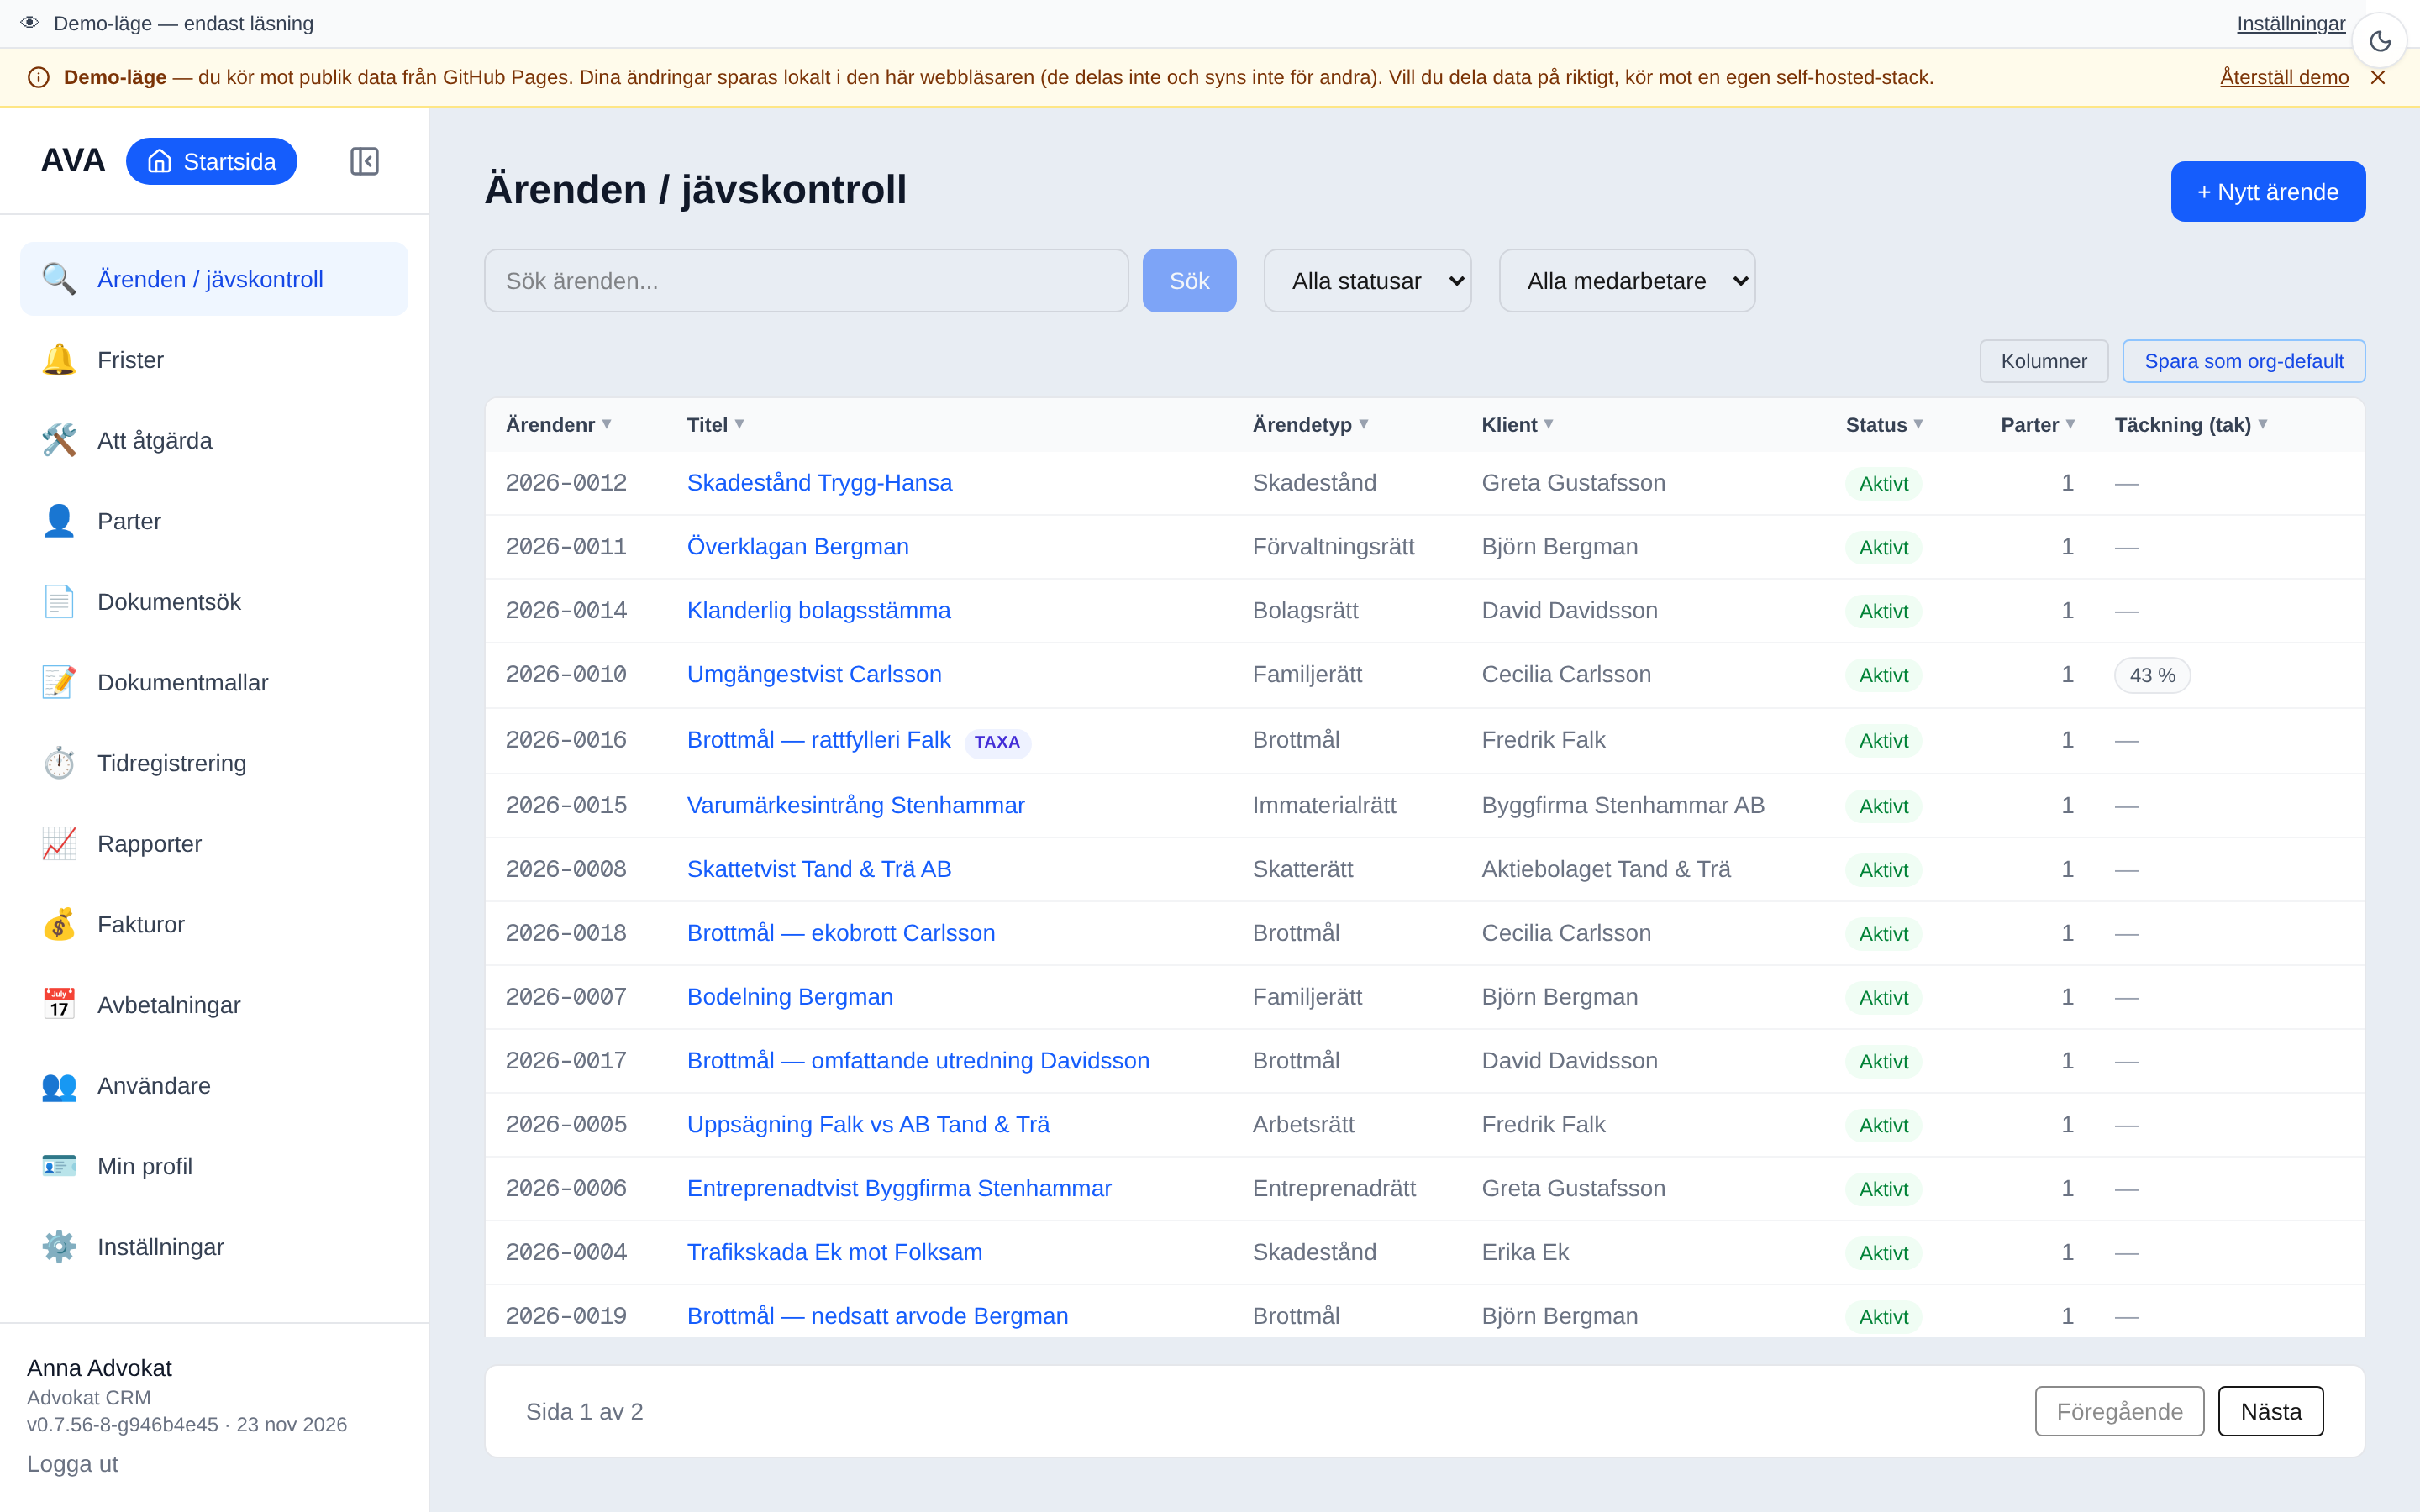 Demo-läge — endast läsning
Inställningar
Demo-läge — du kör mot publik data från GitHub Pages. Dina ändringar sparas lokalt i den här webbläsaren (de delas inte och syns inte för andra). Vill du dela data på riktigt, kör mot en egen self-hosted-stack.
Återställ demo
AVA
Startsida
Ärenden / jävskontroll
Frister
Att åtgärda
Parter
Dokumentsök
Dokumentmallar
Tidregistrering
Rapporter
Fakturor
Avbetalningar
Användare
Min profil
Inställningar
Anna Advokat
Advokat CRM
v0.7.56-8-g946b4e45 · 23 nov 2026
Logga ut
Ärenden / jävskontroll
+ Nytt ärende
Sök ärenden...
Sök
Alla statusar
Alla medarbetare
Kolumner
Spara som org-default
Ärendenr ▼ Titel ▼ Ärendetyp ▼ Klient ▼ Status ▼ Parter ▼ Täckning (tak) ▼
2026-0012 Skadestånd Trygg-Hansa Skadestånd Greta Gustafsson Aktivt 1 —
2026-0011 Överklagan Bergman Förvaltningsrätt Björn Bergman Aktivt 1 —
2026-0014 Klanderlig bolagsstämma Bolagsrätt David Davidsson Aktivt 1 —
2026-0010 Umgängestvist Carlsson Familjerätt Cecilia Carlsson Aktivt 1 43 %
2026-0016 Brottmål — rattfylleri Falk TAXA Brottmål Fredrik Falk Aktivt 1 —
2026-0015 Varumärkesintrång Stenhammar Immaterialrätt Byggfirma Stenhammar AB Aktivt 1 —
2026-0008 Skattetvist Tand & Trä AB Skatterätt Aktiebolaget Tand & Trä Aktivt 1 —
2026-0018 Brottmål — ekobrott Carlsson Brottmål Cecilia Carlsson Aktivt 1 —
2026-0007 Bodelning Bergman Familjerätt Björn Bergman Aktivt 1 —
2026-0017 Brottmål — omfattande utredning Davidsson Brottmål David Davidsson Aktivt 1 —
2026-0005 Uppsägning Falk vs AB Tand & Trä Arbetsrätt Fredrik Falk Aktivt 1 —
2026-0006 Entreprenadtvist Byggfirma Stenhammar Entreprenadrätt Greta Gustafsson Aktivt 1 —
2026-0004 Trafikskada Ek mot Folksam Skadestånd Erika Ek Aktivt 1 —
2026-0019 Brottmål — nedsatt arvode Bergman Brottmål Björn Bergman Aktivt 1 —
Sida 1 av 2
Föregående
Nästa